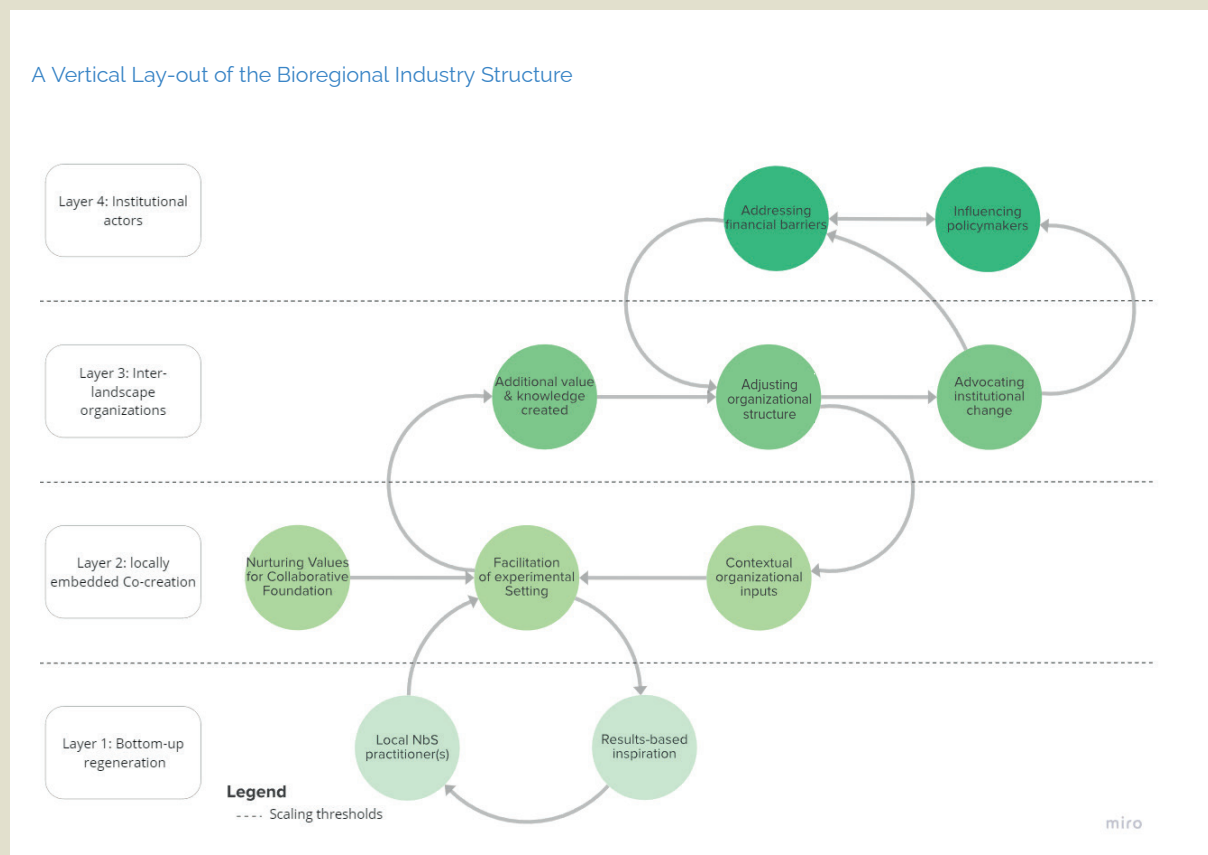 A Vertical Lay-out of the Bioregional Industry Structure
Layer 4: Institutional
actors
Addressing
financial barriers
Influencing
policymakers
Layer 3: Inter-
landscape
organizations
Additional value
& knowledge
created
Adjusting
organizational
structure
Advocating
institutional
change
Layer 2: locally
embedded Co-creation
Nurturing Values
for Collaborative
Foundation
Facilitation
of experimental
Setting
Contextual
organizational
inputs
Layer 1: Bottom-up
regeneration
Local NbS
practitioner(s)
Results-based
inspiration
Legend
---- Scaling thresholds
miro